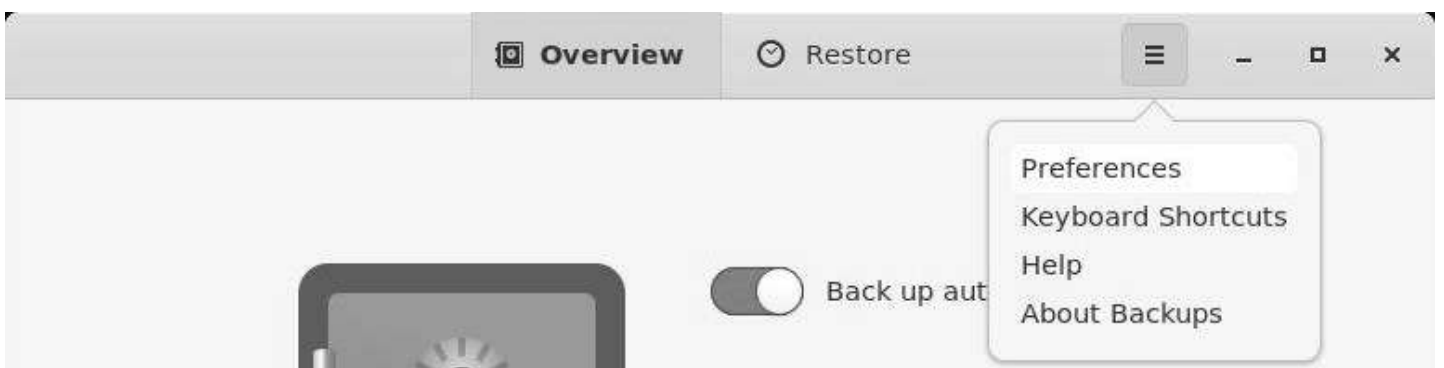 Overview
Restore
Preferences
Keyboard Shortcuts
Help
Back up aut
About Backups